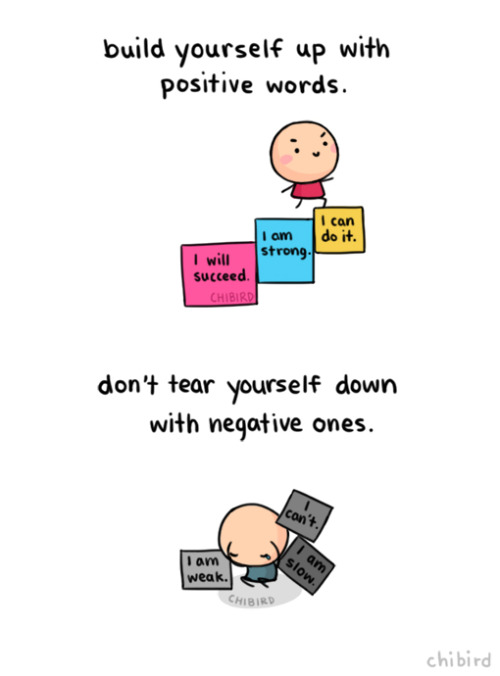 build yourself up with
positive words.
I can
do it.
I am
strong.
I will
succeed.
CHIBIRD
don't tear yourself down
with negative ones.
I
can't.
I am
slow.
I am
weak.
CHIBIRD
chibird